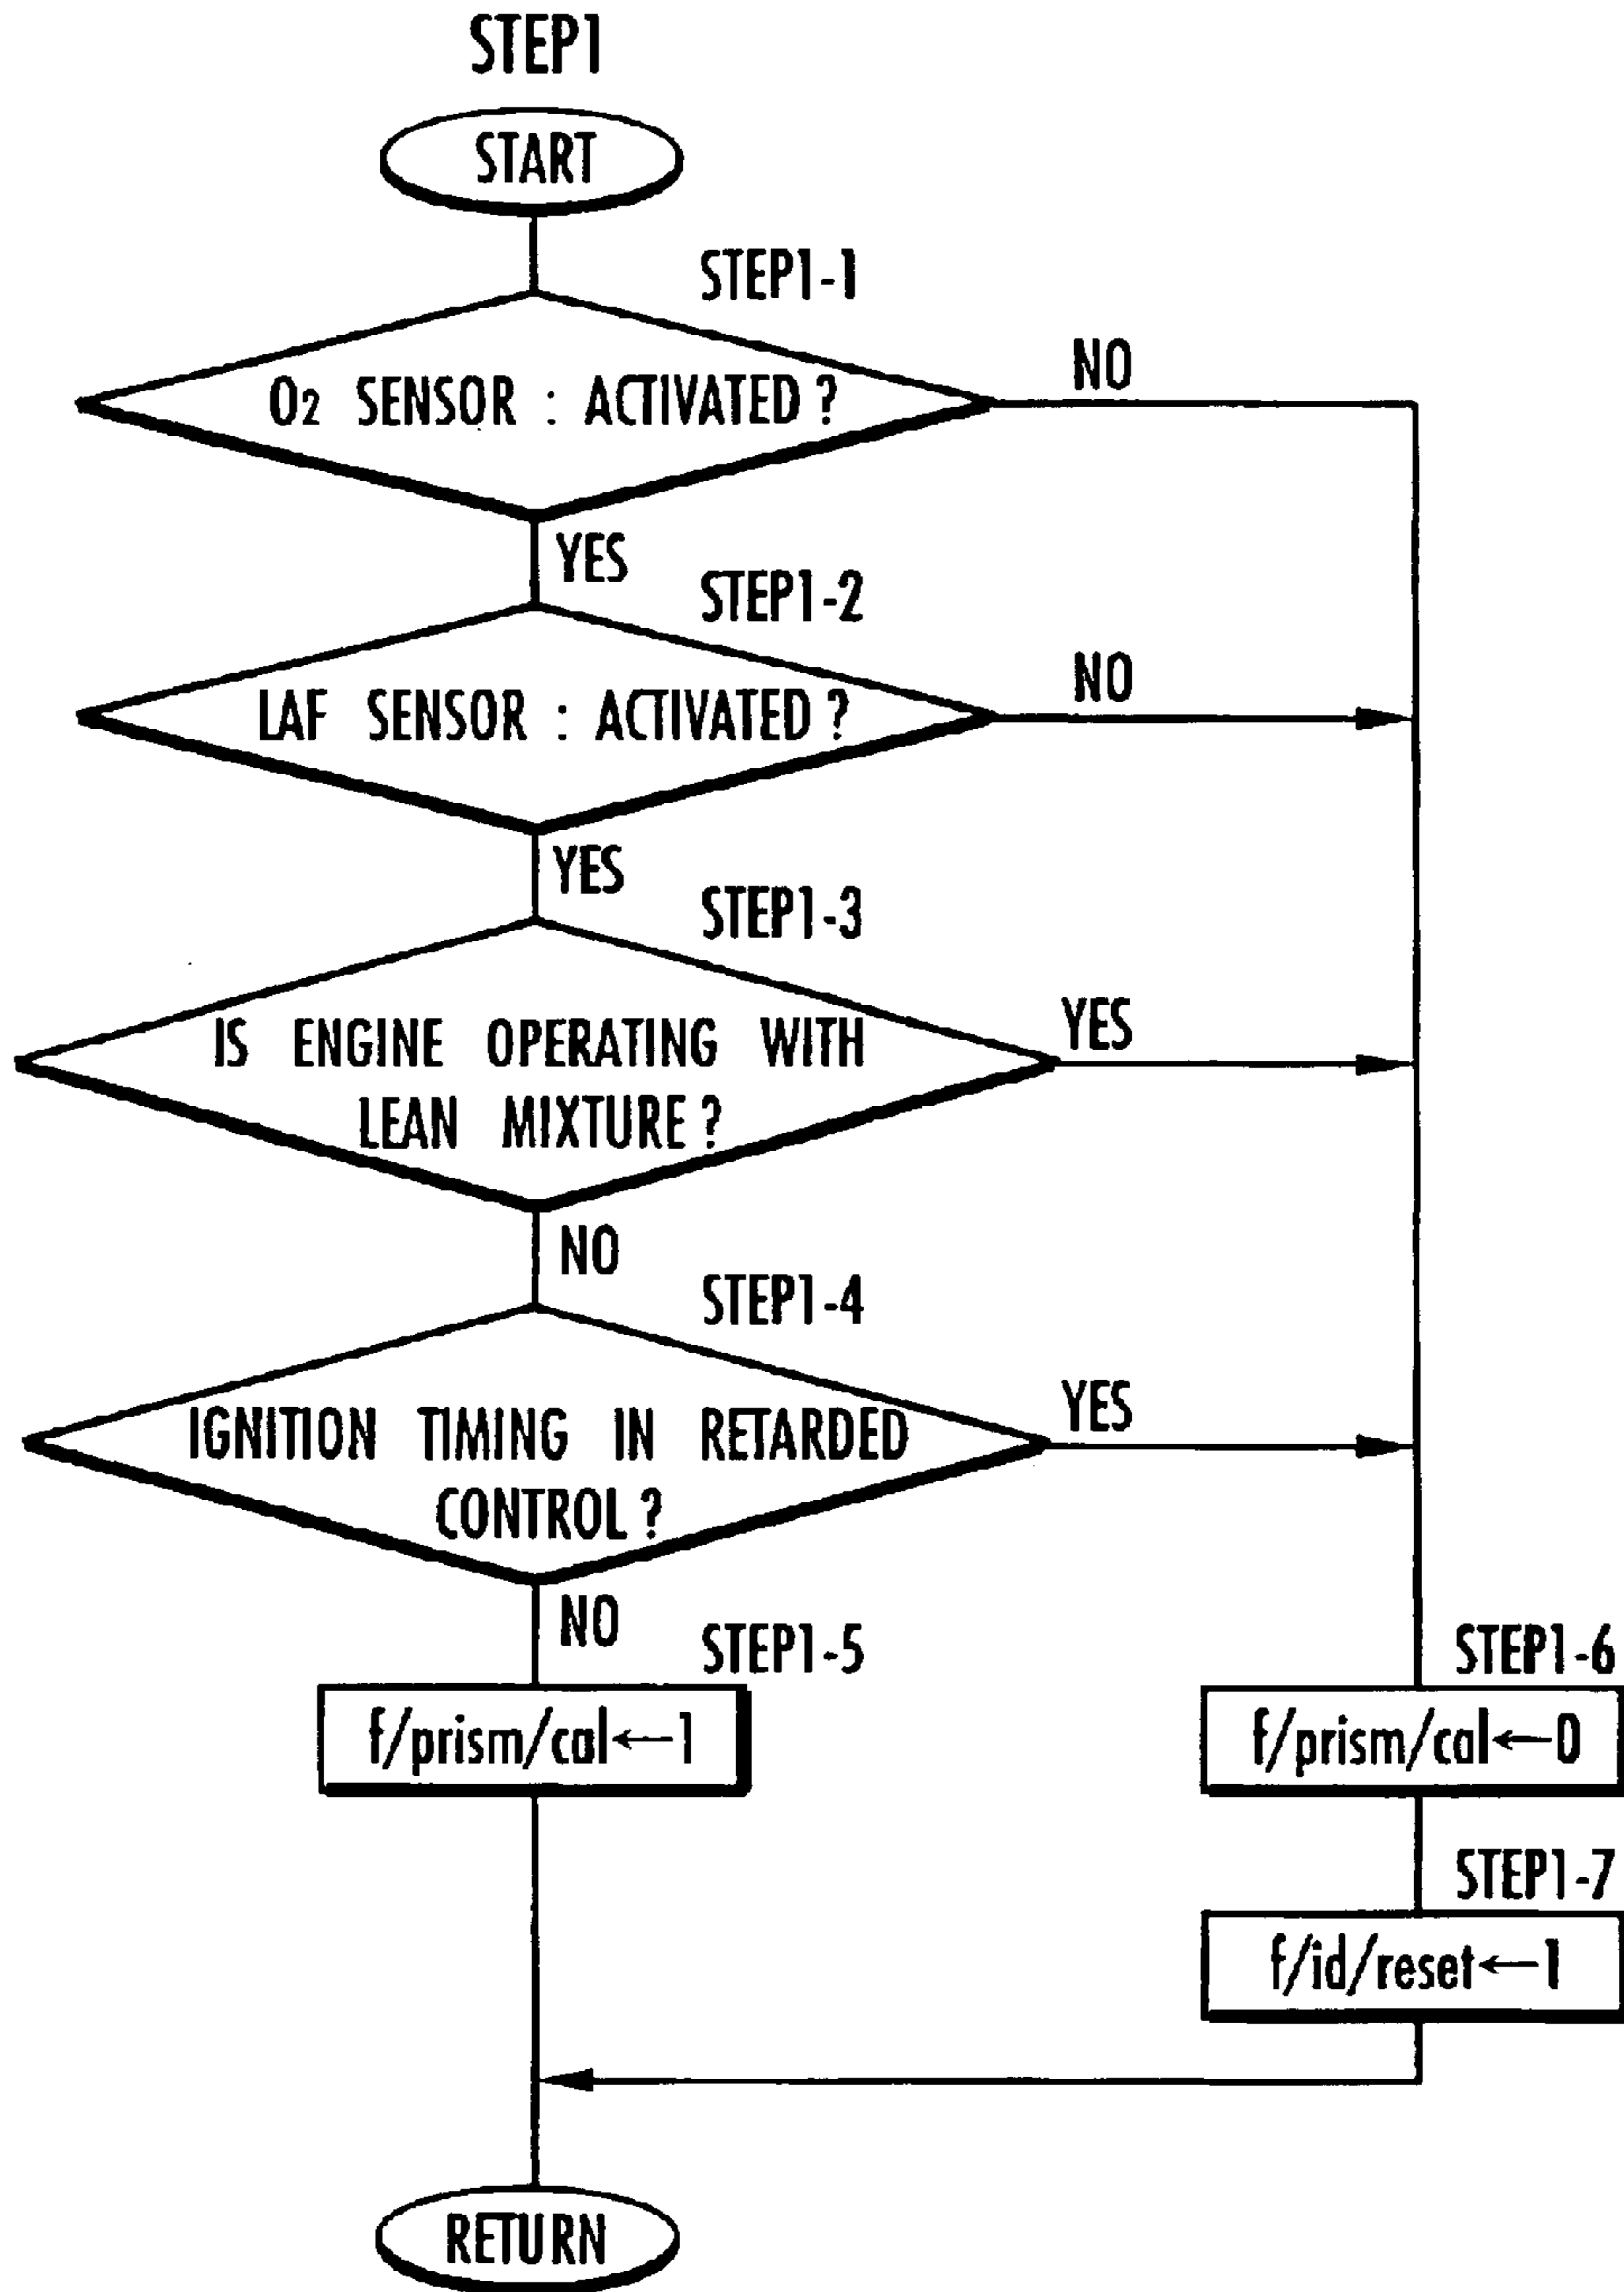 STEP1
START
STEP1-1
O2 SENSOR : ACTIVATED?
NO
YES
STEP1-2
LAF SENSOR : ACTIVATED?
NO
YES
STEP1-3
IS ENGINE OPERATING WITH
LEAN MIXTURE?
YES
NO
STEP1-4
IGNITION TIMING IN RETARDED
CONTROL?
YES
NO
STEP1-5
f/prism/cal←1
STEP1-6
f/prism/cal←0
STEP1-7
f/id/reset←1
RETURN